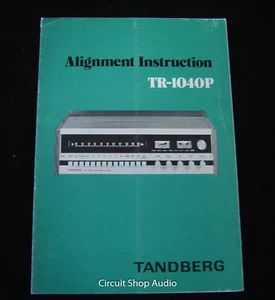 Alignment Instruction
TR-1040P
TANDBERG
Circuit Shop Audio